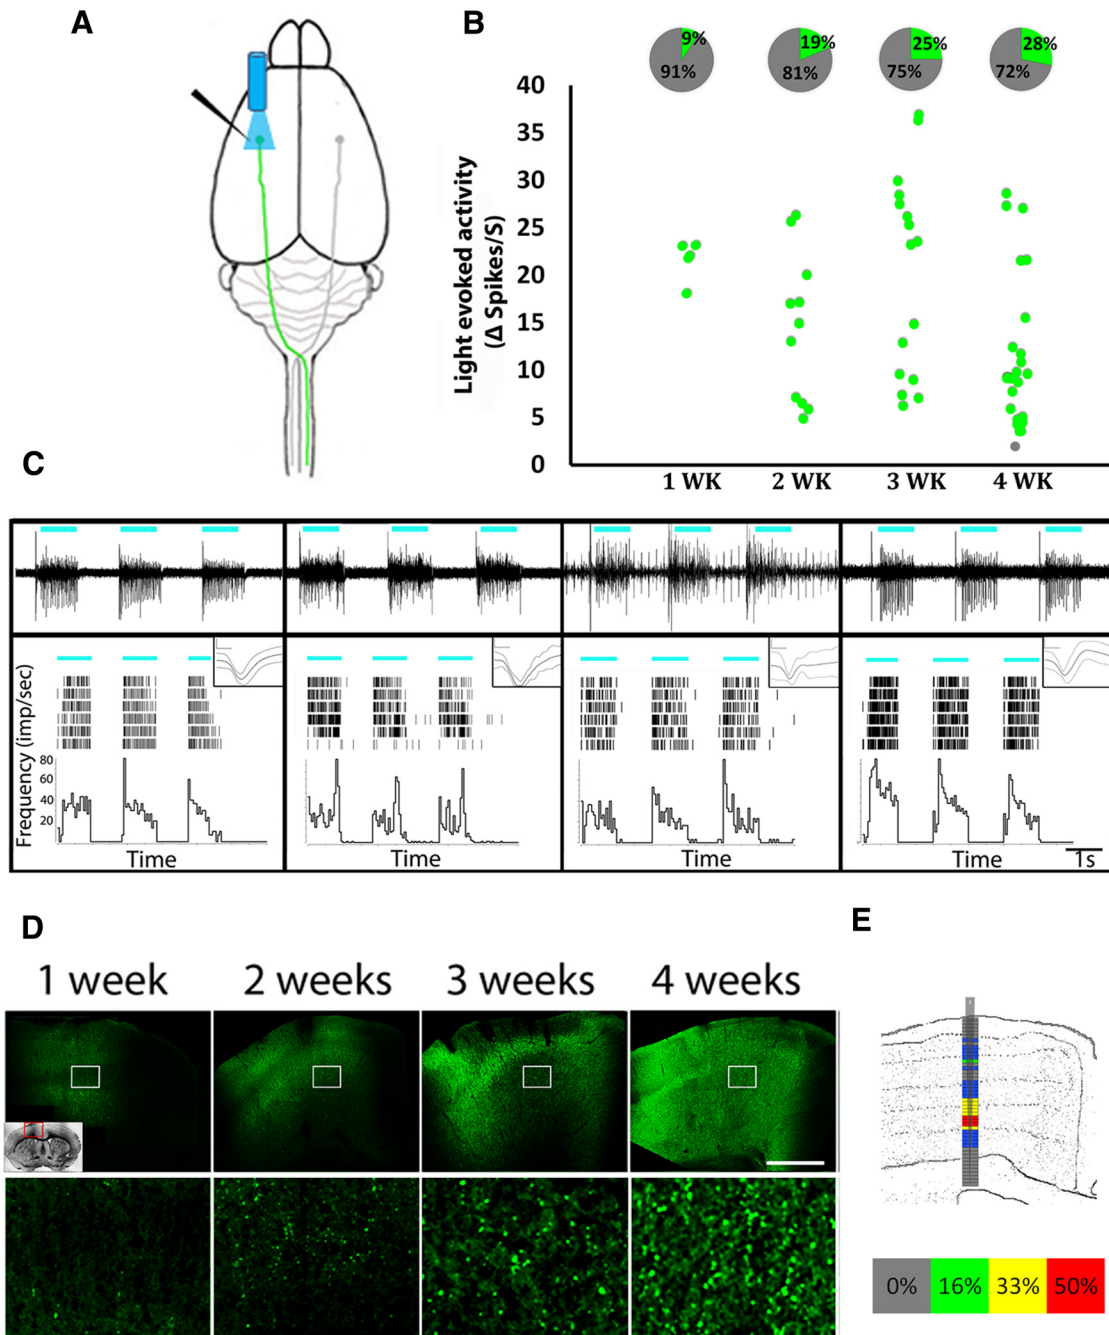 A
B
9%
91%
19%
81%
25%
75%
28%
72%
Light evoked activity
(Δ Spikes/S)
40
35
30
25
20
15
10
5
0
1 WK
2 WK
3 WK
4 WK
C
Frequency (imp/sec)
80
60
40
20
Time
Time
Time
Time
1s
D
1 week
2 weeks
3 weeks
4 weeks
E
0%
16%
33%
50%